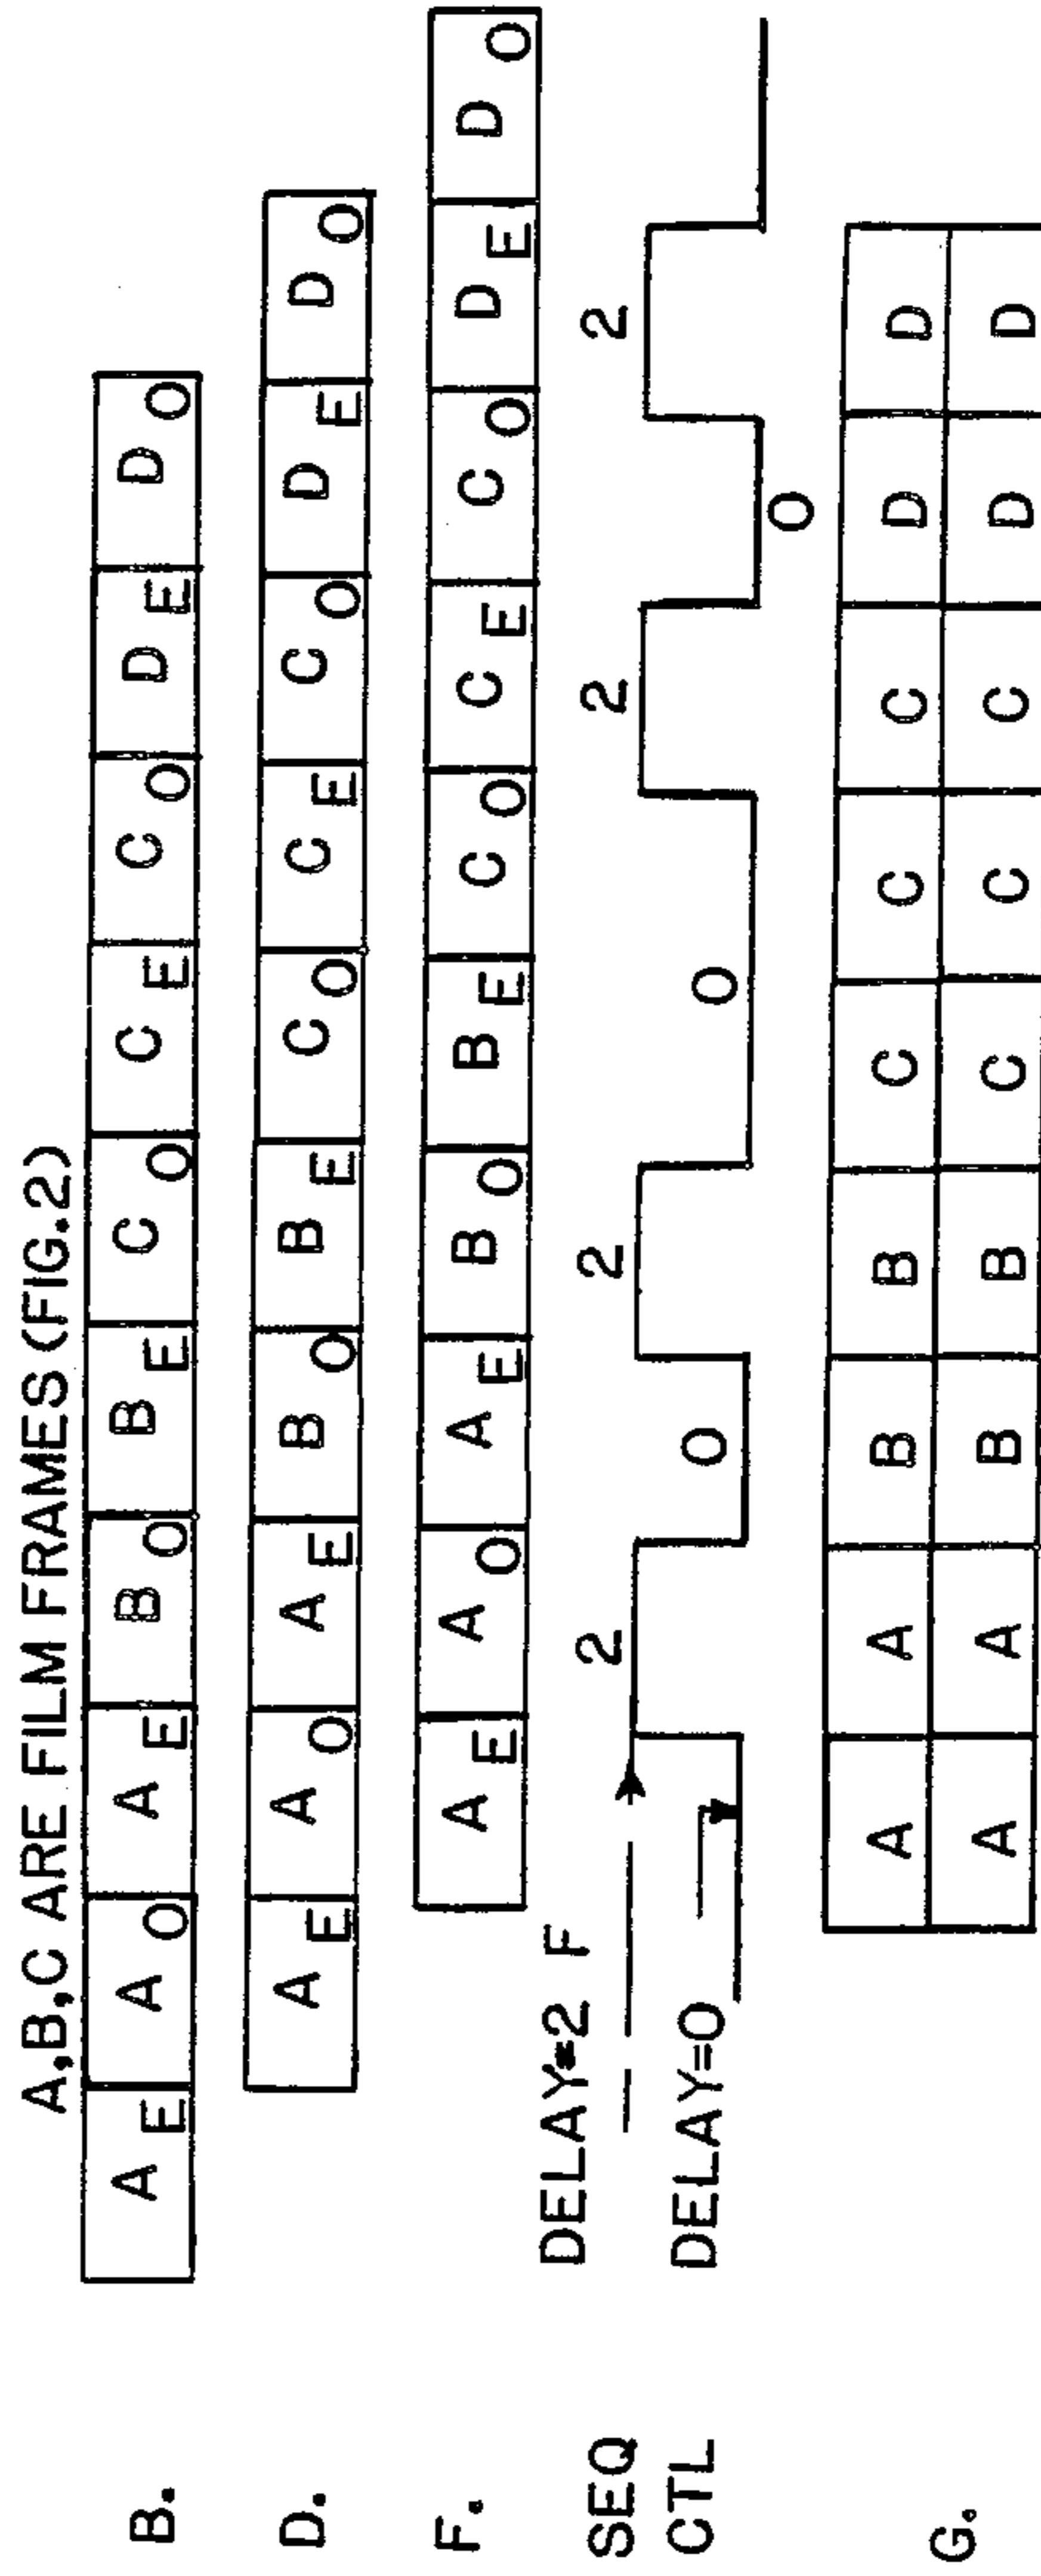 A,B,C ARE FILM FRAMES (FIG.2)
B. A E A O A E B O B E C O C E C O D E D O
D. A E A O A E B O B E C O C E C O D E D O
F. A E A O A E B O B E C O C E C O D E D O
DELAY=2 F
SEQ 2 2 2 2
CTL DELAY=0 0 0 0
G. A A B B C C C D D
A A B B C C C D D